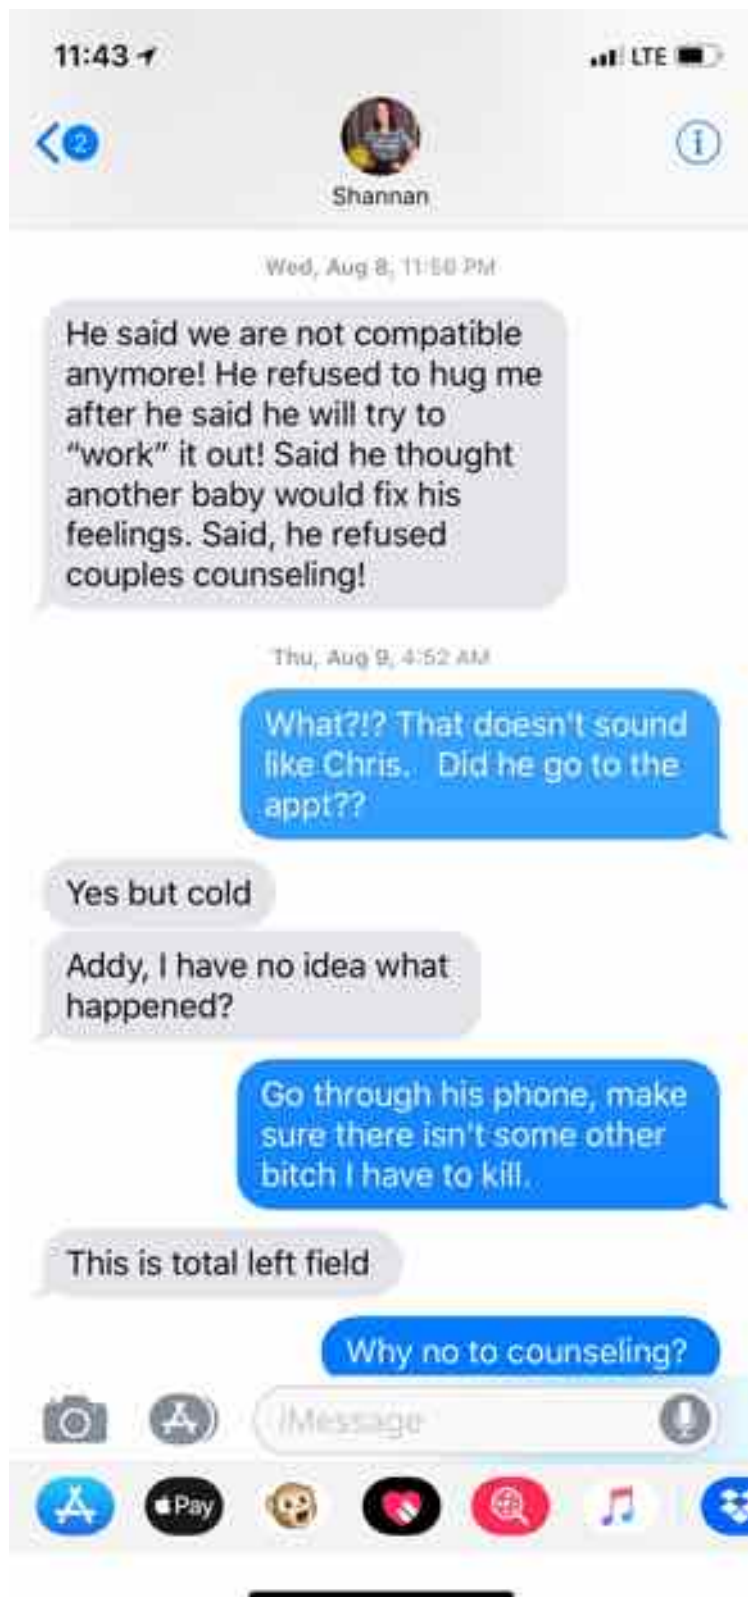 11:43
LTE
2
Shannan
Wed, Aug 8, 11:50 PM
He said we are not compatible
anymore! He refused to hug me
after he said he will try to
“work” it out! Said he thought
another baby would fix his
feelings. Said, he refused
couples counseling!
Thu, Aug 9, 4:52 AM
What?!? That doesn't sound
like Chris. Did he go to the
appt??
Yes but cold
Addy, I have no idea what
happened?
Go through his phone, make
sure there isn't some other
bitch I have to kill.
This is total left field
Why no to counseling?
iMessage
Pay